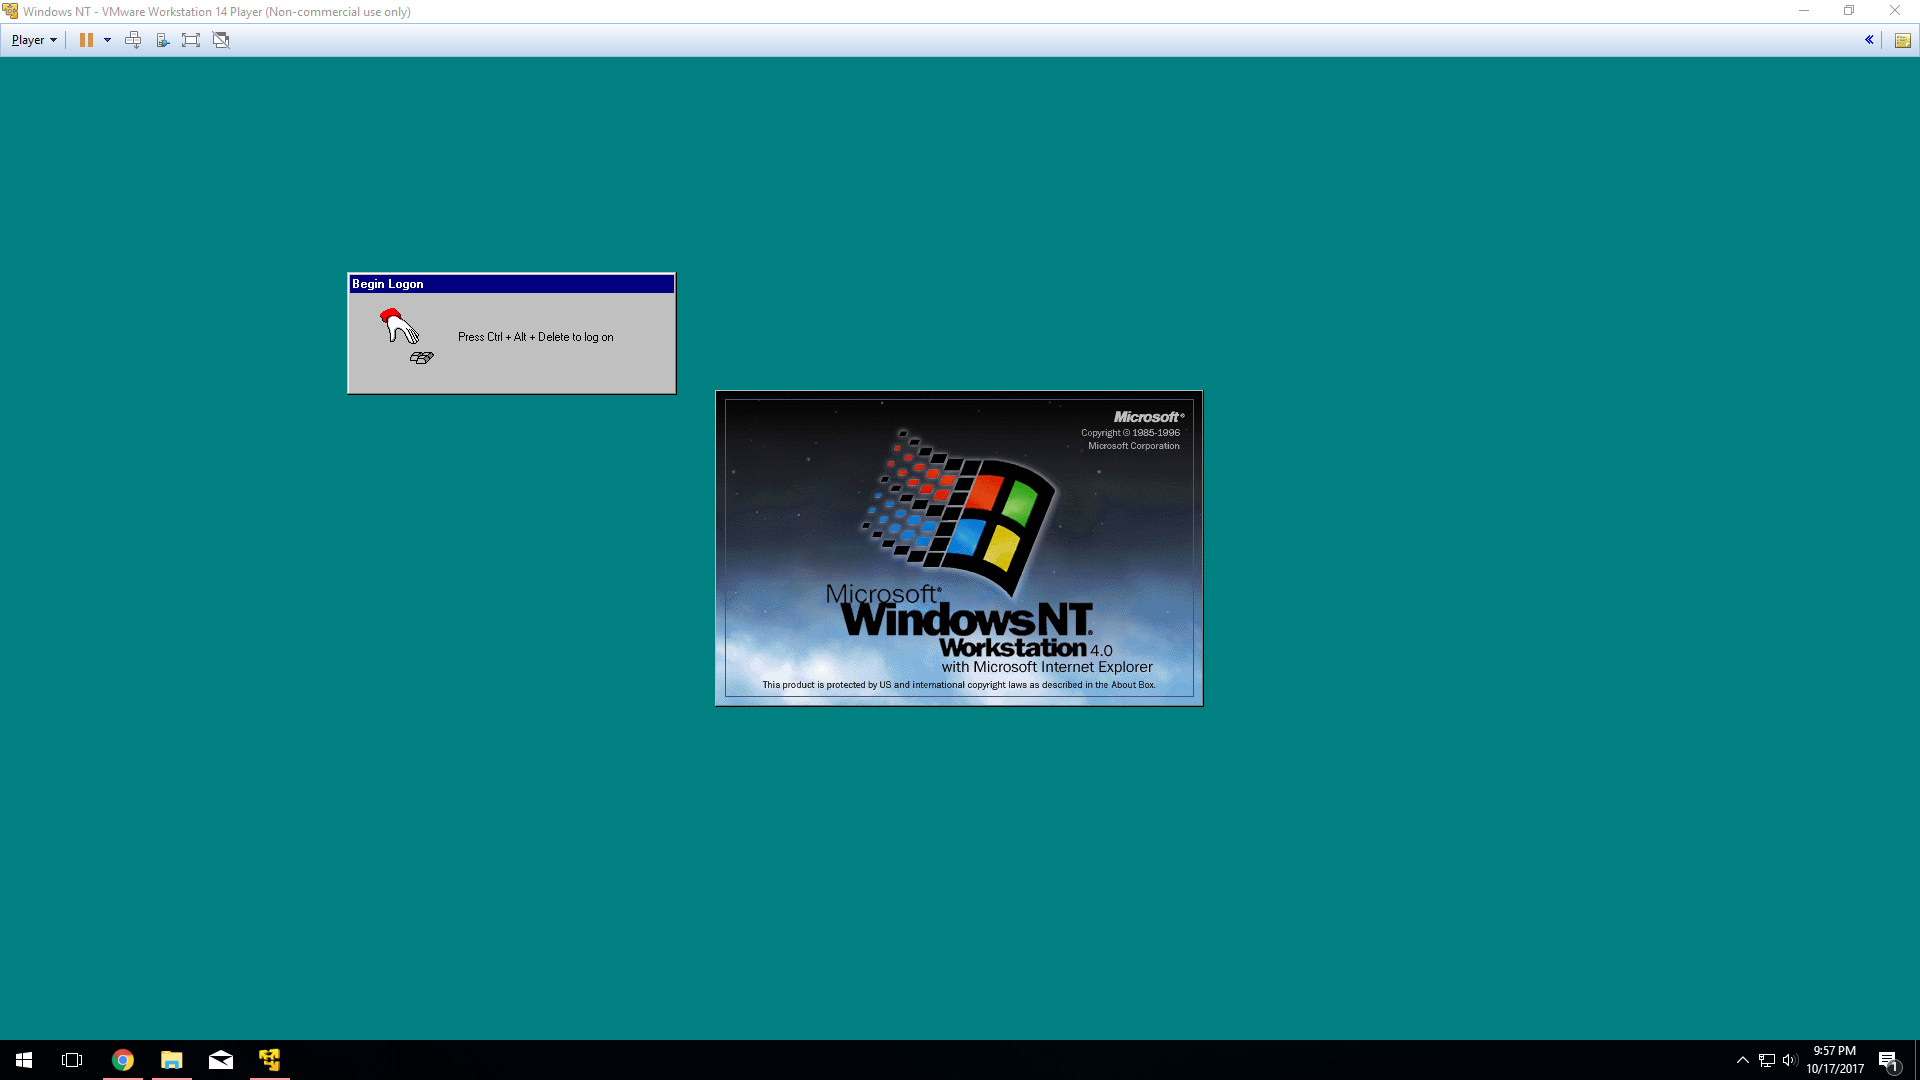 Windows NT - VMware Workstation 14 Player (Non-commercial use only)
Player
Begin Logon
Press Ctrl + Alt + Delete to log on
Microsoft®
Copyright © 1985-1996
Microsoft Corporation
Microsoft®
WindowsNT®
Workstation 4.0
with Microsoft Internet Explorer
This product is protected by US and international copyright laws as described in the About Box.
9:57 PM
10/17/2017
1